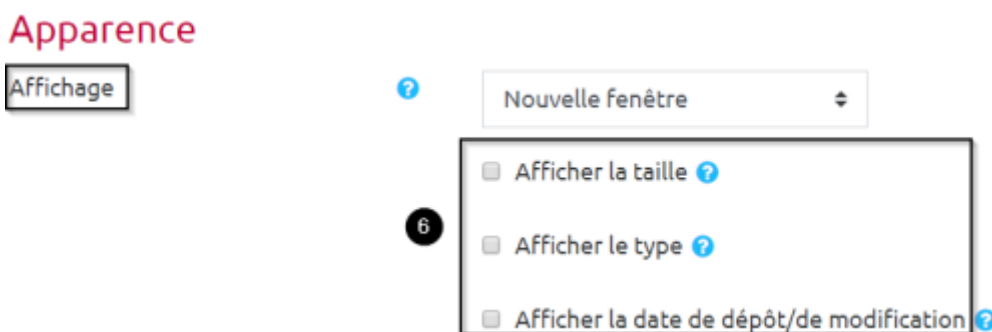 Apparence
Affichage ? Nouvelle fenêtre
Afficher la taille ?
6
Afficher le type ?
Afficher la date de dépôt/de modification ?